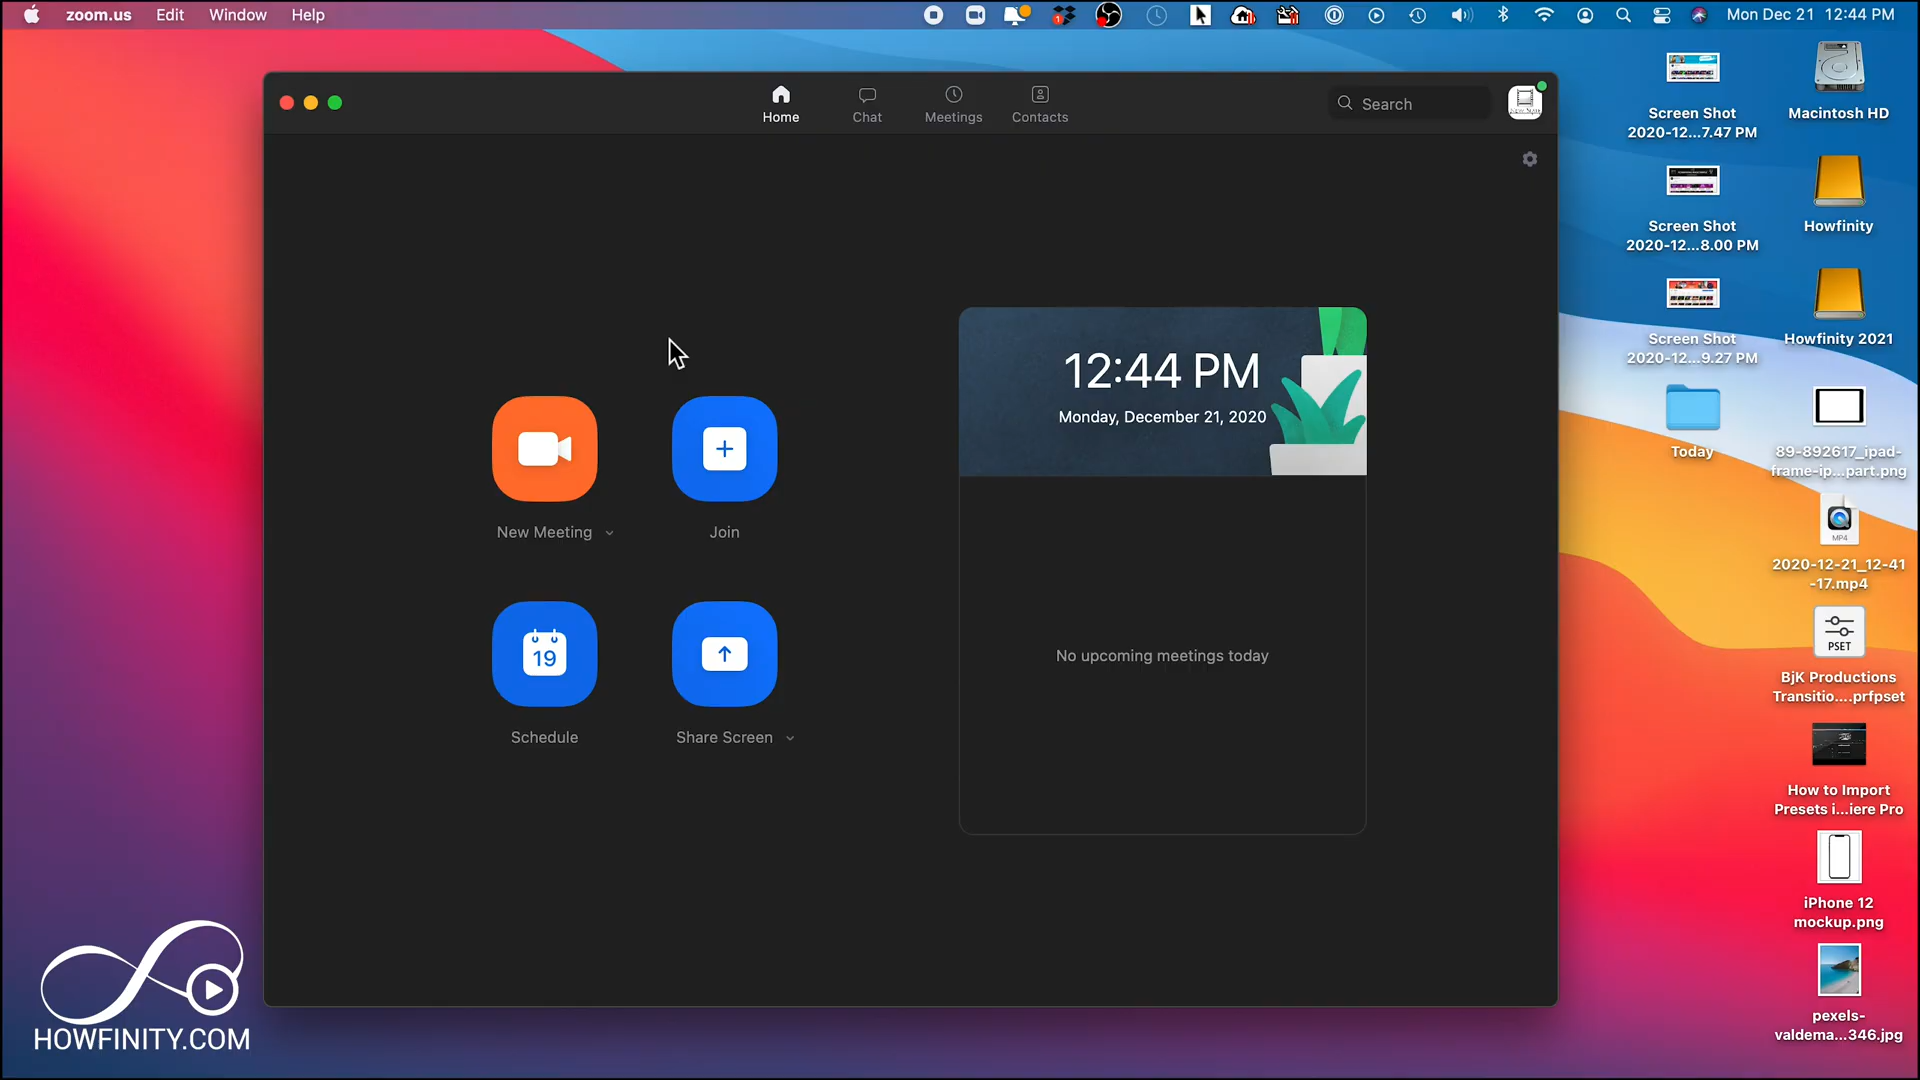 zoom.us Edit Window Help
1
Mon Dec 21 12:44 PM
Home
Chat
Meetings
Contacts
Search
12:44 PM
Monday, December 21, 2020
New Meeting
Join
19
Schedule
Share Screen
No upcoming meetings today
Screen Shot
2020-12...7.47 PM
Screen Shot
2020-12...8.00 PM
Screen Shot
2020-12...9.27 PM
Today
Macintosh HD
Howfinity
Howfinity 2021
89-892617_ipad-
frame-ip...part.png
MP4
2020-12-21_12-41
-17.mp4
PSET
BjK Productions
Transitio....prfpset
How to Import
Presets i...iere Pro
iPhone 12
mockup.png
pexels-
valdema...346.jpg
HOWFINITY.COM